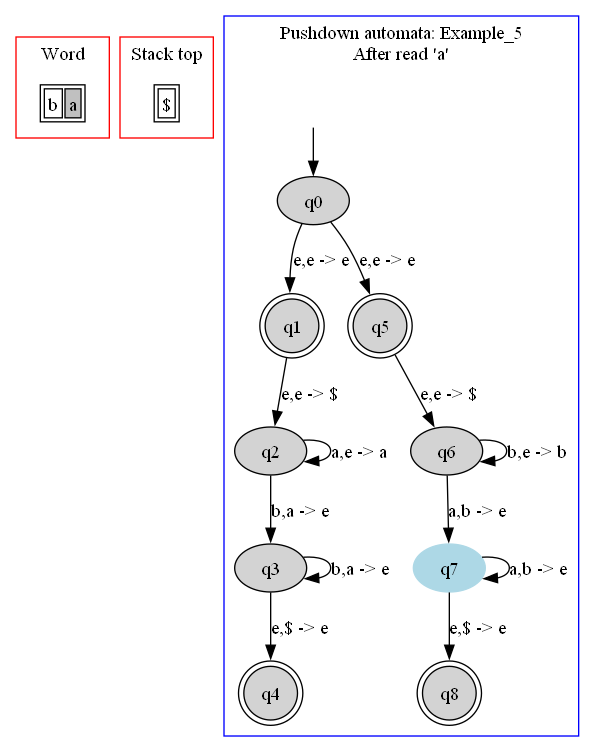 Word
b a
Stack top
$
Pushdown automata: Example_5
After read 'a'
q0
e,e -> e
e,e -> e
q1
q5
e,e -> $
e,e -> $
q2
a,e -> a
q6
b,e -> b
b,a -> e
a,b -> e
q3
b,a -> e
q7
a,b -> e
e,$ -> e
e,$ -> e
q4
q8